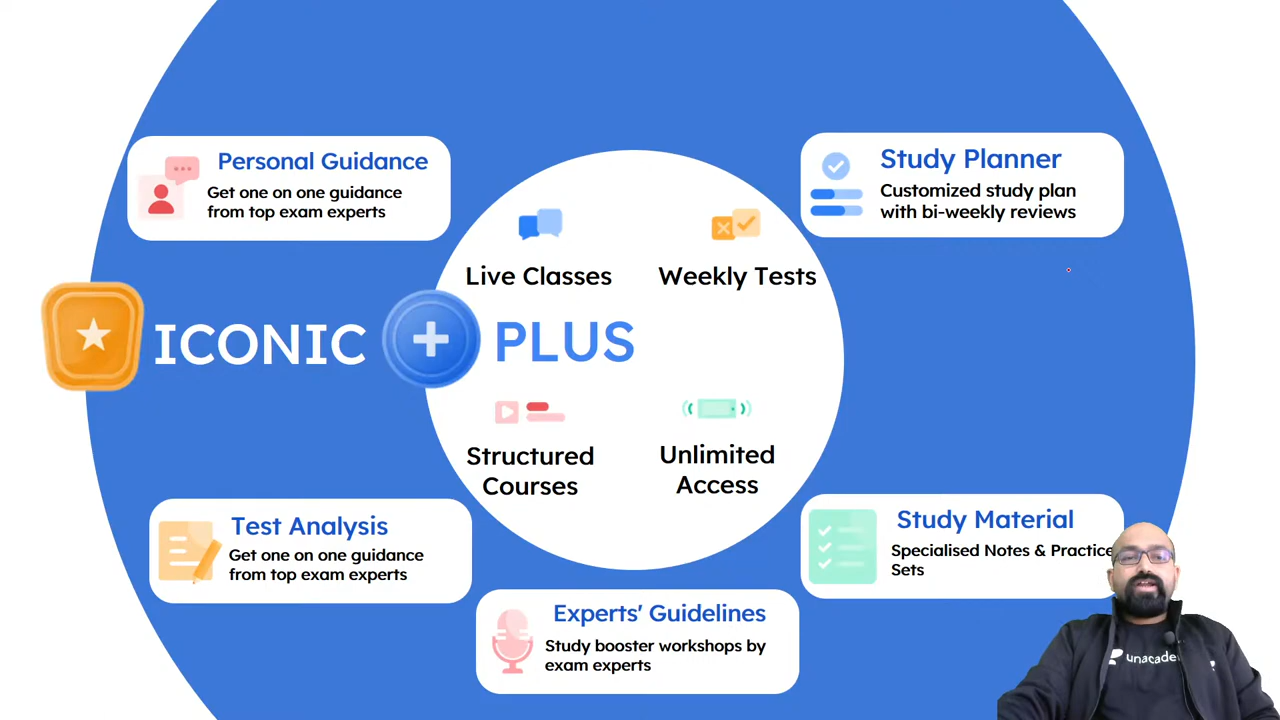 Personal Guidance
Get one on one guidance
from top exam experts
Study Planner
Customized study plan
with bi-weekly reviews
Live Classes
Weekly Tests
ICONIC
PLUS
Structured
Courses
Unlimited
Access
Test Analysis
Get one on one guidance
from top exam experts
Study Material
Specialised Notes & Practice
Sets
Experts' Guidelines
Study booster workshops by
exam experts